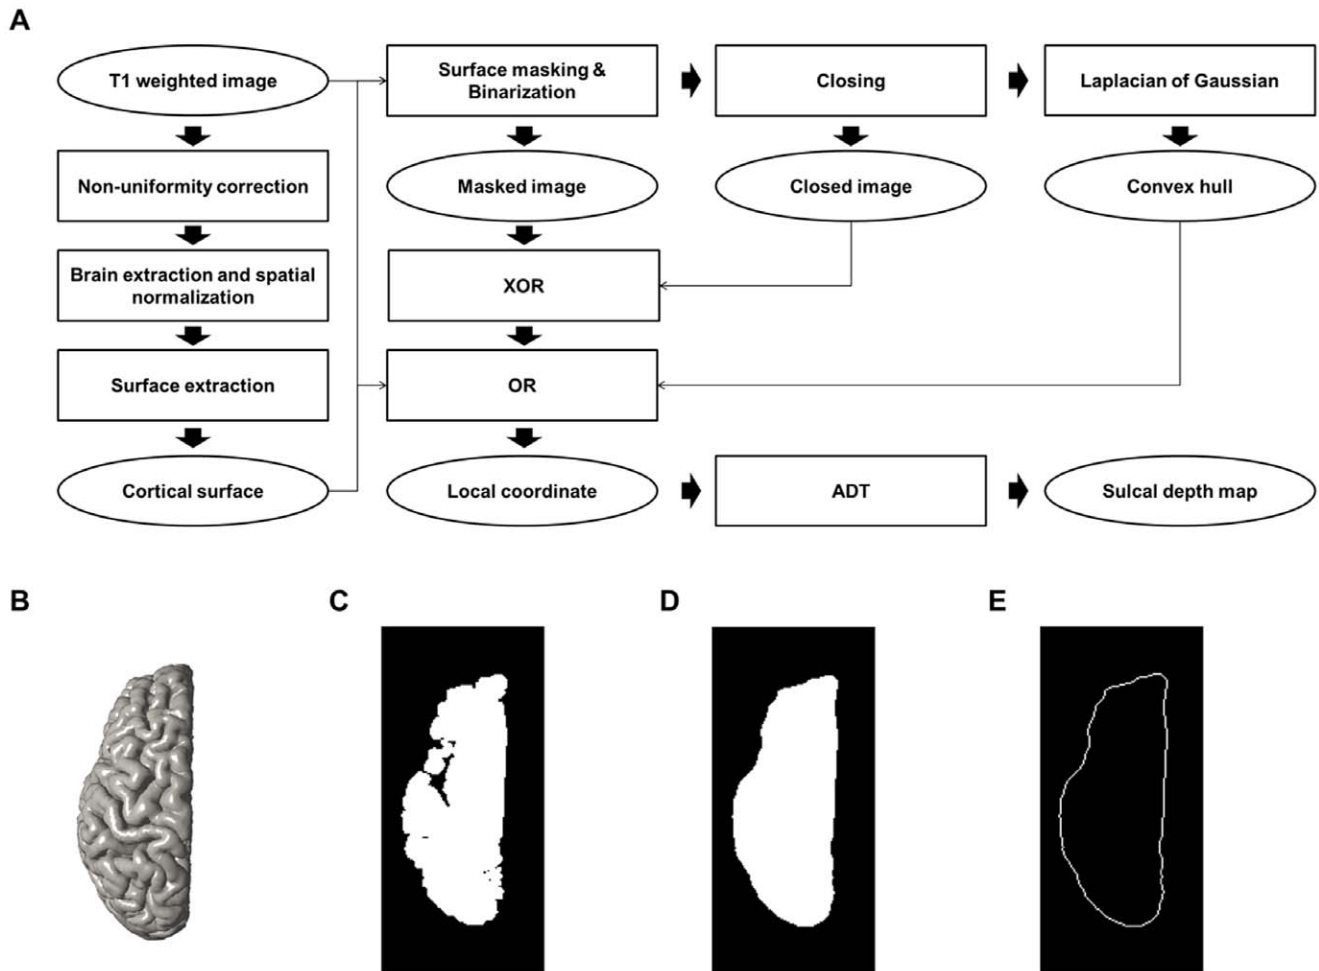 A
T1 weighted image
Surface masking &
Binarization
Closing
Laplacian of Gaussian
Non-uniformity correction
Masked image
Closed image
Convex hull
Brain extraction and spatial
normalization
XOR
Surface extraction
OR
Cortical surface
Local coordinate
ADT
Sulcal depth map
B
C
D
E